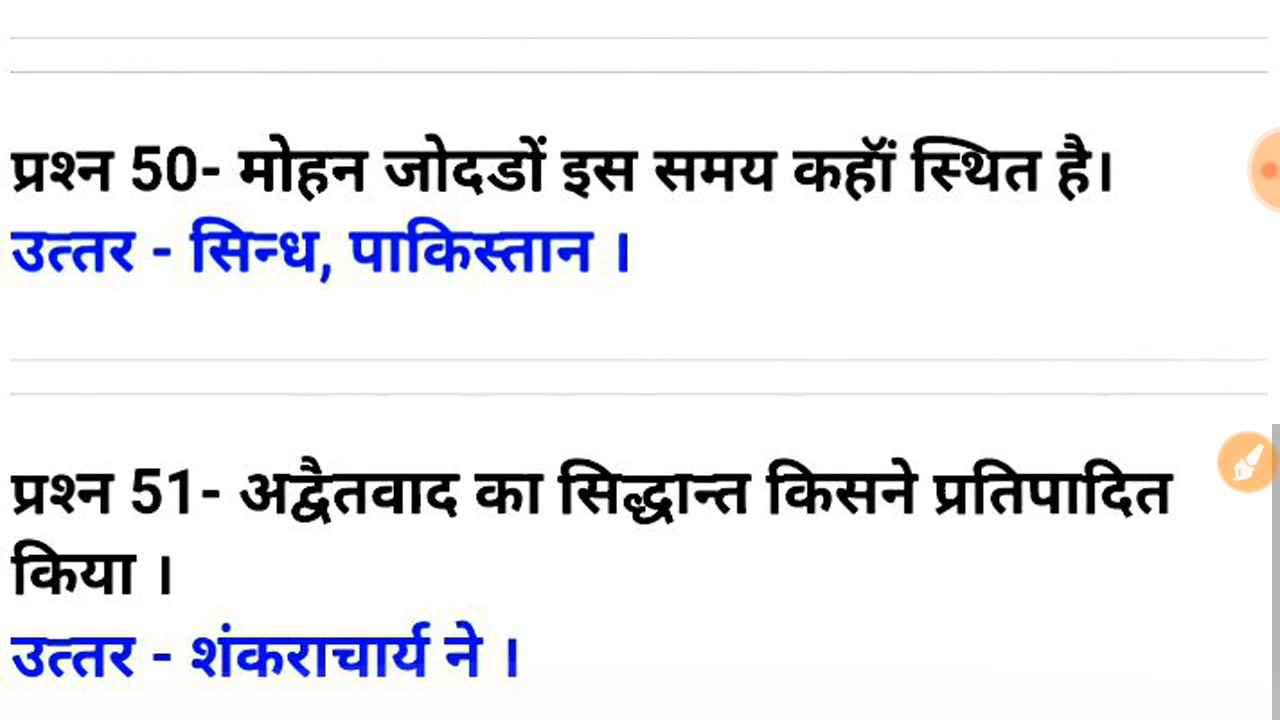 प्रश्न 50- मोहन जोदडों इस समय कहॉं स्थित है।
उत्तर - सिन्ध, पाकिस्तान ।
प्रश्न 51- अद्वैतवाद का सिद्धान्त किसने प्रतिपादित
किया ।
उत्तर - शंकराचार्य ने ।